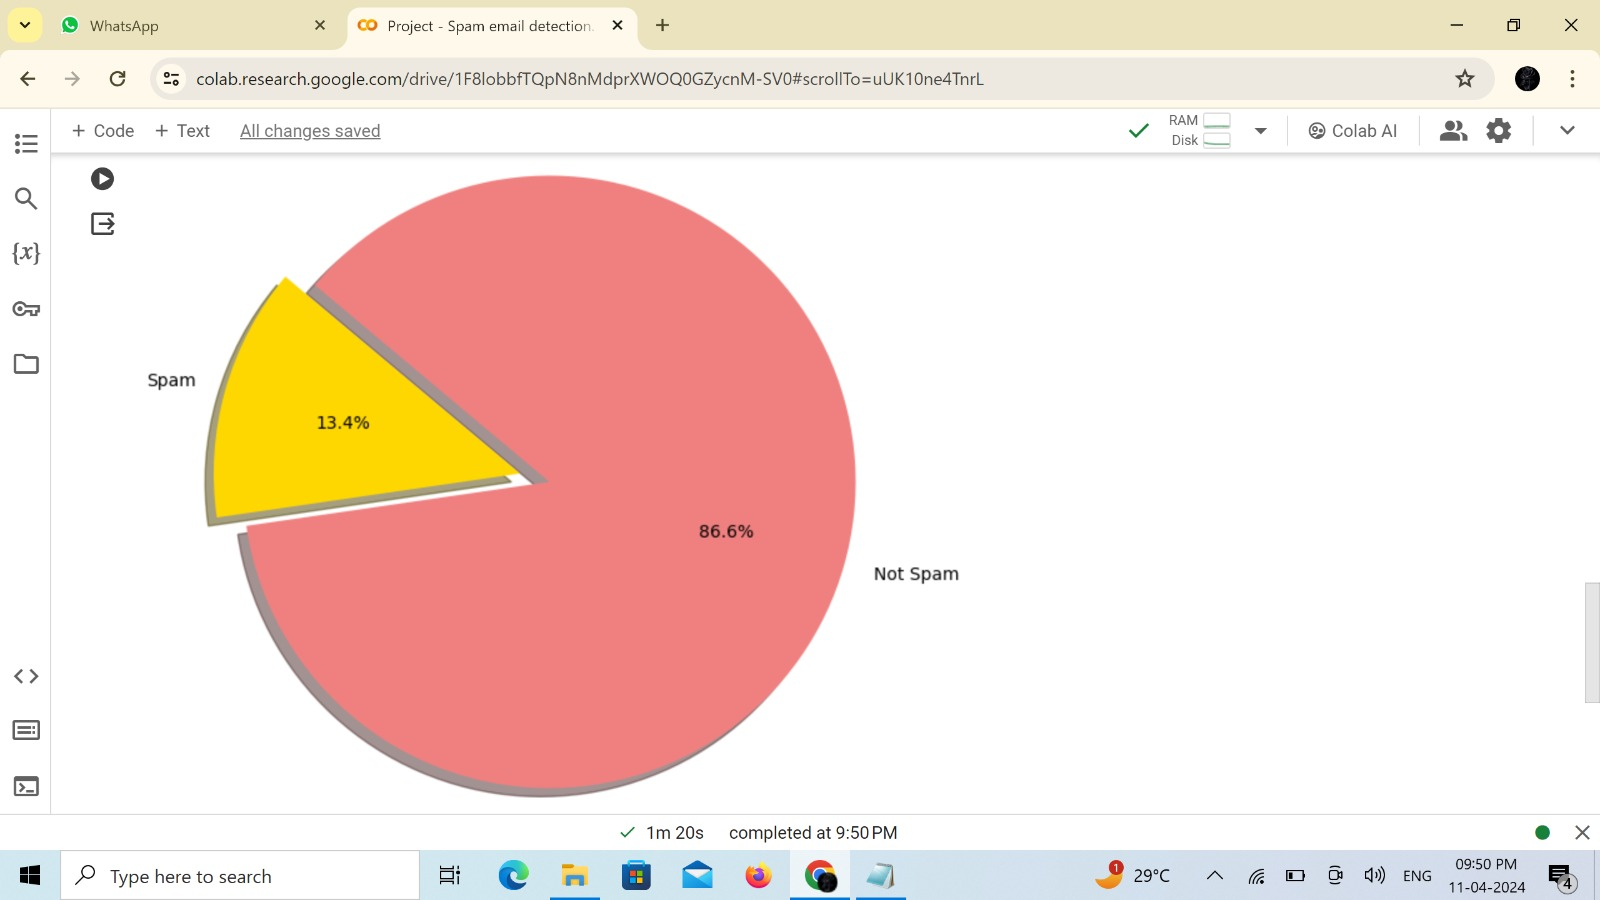 WhatsApp
Project - Spam email detection.
colab.research.google.com/drive/1F8lobbfTQpN8nMdprXWOQ0GZycnM-SV0#scrollTo=uUK10ne4TnrL
+ Code + Text All changes saved
RAM
Disk
Colab AI
{x}
Spam
13.4%
86.6%
Not Spam
1m 20s completed at 9:50 PM
Type here to search
1
29°C
ENG
09:50 PM
11-04-2024
4